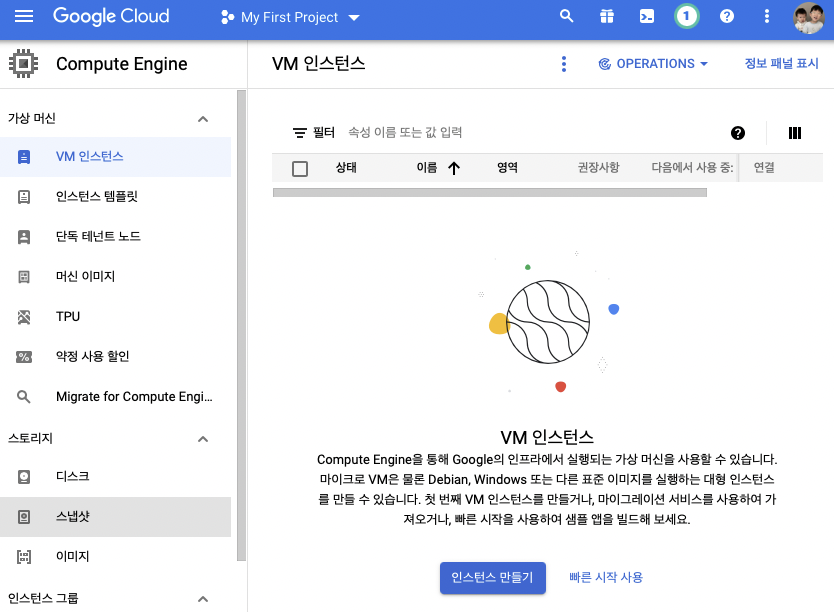 Google Cloud
My First Project
1
Compute Engine
VM 인스턴스
OPERATIONS
정보 패널 표시
가상 머신
VM 인스턴스
인스턴스 템플릿
단독 테넌트 노드
머신 이미지
TPU
약정 사용 할인
Migrate for Compute Engi...
스토리지
디스크
스냅샷
이미지
인스턴스 그룹
필터 속성 이름 또는 값 입력
상태 이름 영역 권장사항 다음에서 사용 중: 연결
VM 인스턴스
Compute Engine을 통해 Google의 인프라에서 실행되는 가상 머신을 사용할 수 있습니다.
마이크로 VM은 물론 Debian, Windows 또는 다른 표준 이미지를 실행하는 대형 인스턴스
를 만들 수 있습니다. 첫 번째 VM 인스턴스를 만들거나, 마이그레이션 서비스를 사용하여 가
져오거나, 빠른 시작을 사용하여 샘플 앱을 빌드해 보세요.
인스턴스 만들기 빠른 시작 사용